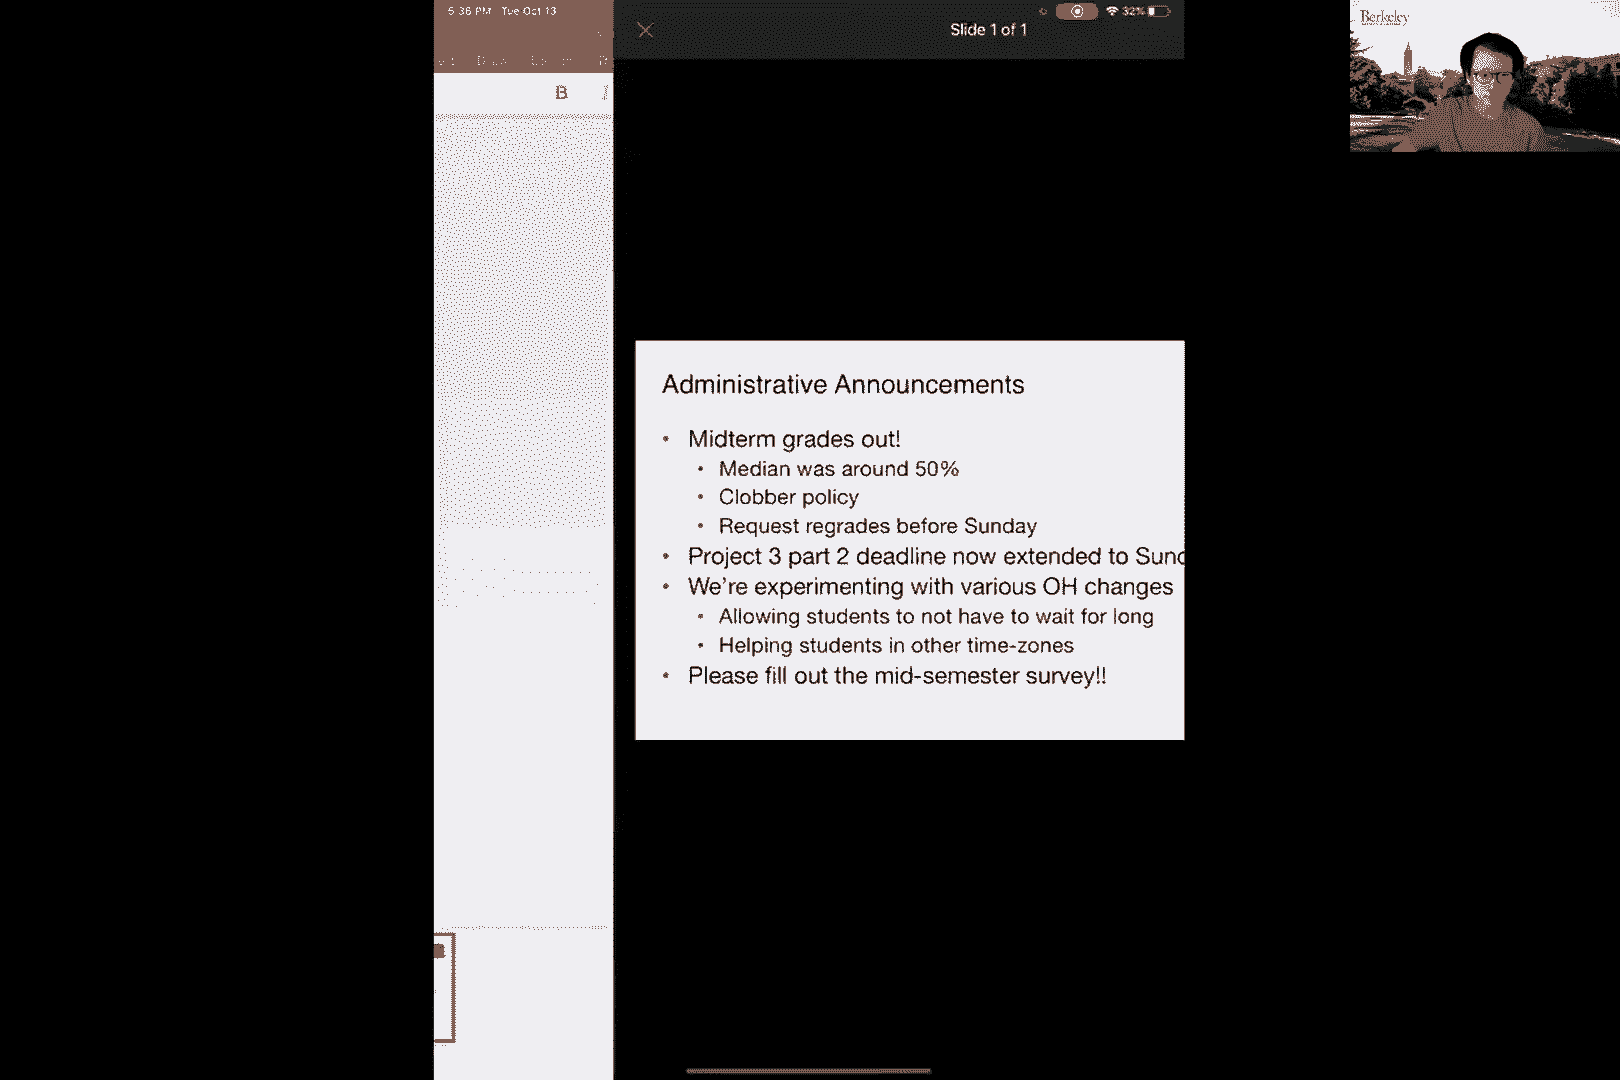 5:36 PM Tue Oct 13
32%
Slide 1 of 1
Berkeley
B I
Administrative Announcements
• Midterm grades out!
• Median was around 50%
• Clobber policy
• Request regrades before Sunday
• Project 3 part 2 deadline now extended to Sund
• We're experimenting with various OH changes
• Allowing students to not have to wait for long
• Helping students in other time-zones
• Please fill out the mid-semester survey!!